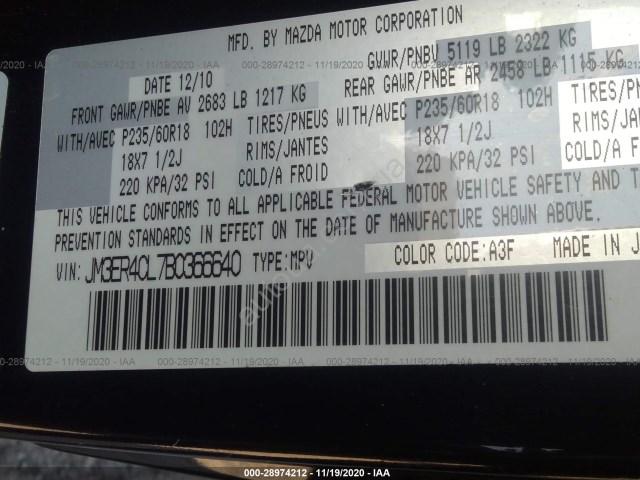 MFD. BY MAZDA MOTOR CORPORATION
DATE 12/10
GVWR/PNBV 5119 LB 2322 KG
FRONT GAWR/PNBE AV 2683 LB 1217 KG
REAR GAWR/PNBE AR 2458 LB 1115 KG
WITH/AVEC P235/60R18 102H TIRES/PNEUS
18X7 1/2J RIMS/JANTES
220 KPA/32 PSI COLD/A FROID
WITH/AVEC P235/60R18 102H TIRES/PNE
18X7 1/2J RIMS/JANT
220 KPA/32 PSI COLD/A F
THIS VEHICLE CONFORMS TO ALL APPLICABLE FEDERAL MOTOR VEHICLE SAFETY AND T
PREVENTION STANDARDS IN EFFECT ON THE DATE OF MANUFACTURE SHOWN ABOVE.
VIN: JM3ER4CL7B0366640 TYPE:MPV
COLOR CODE:A3F MADE IN J
000-28974212 - 11/19/2020 - IAA